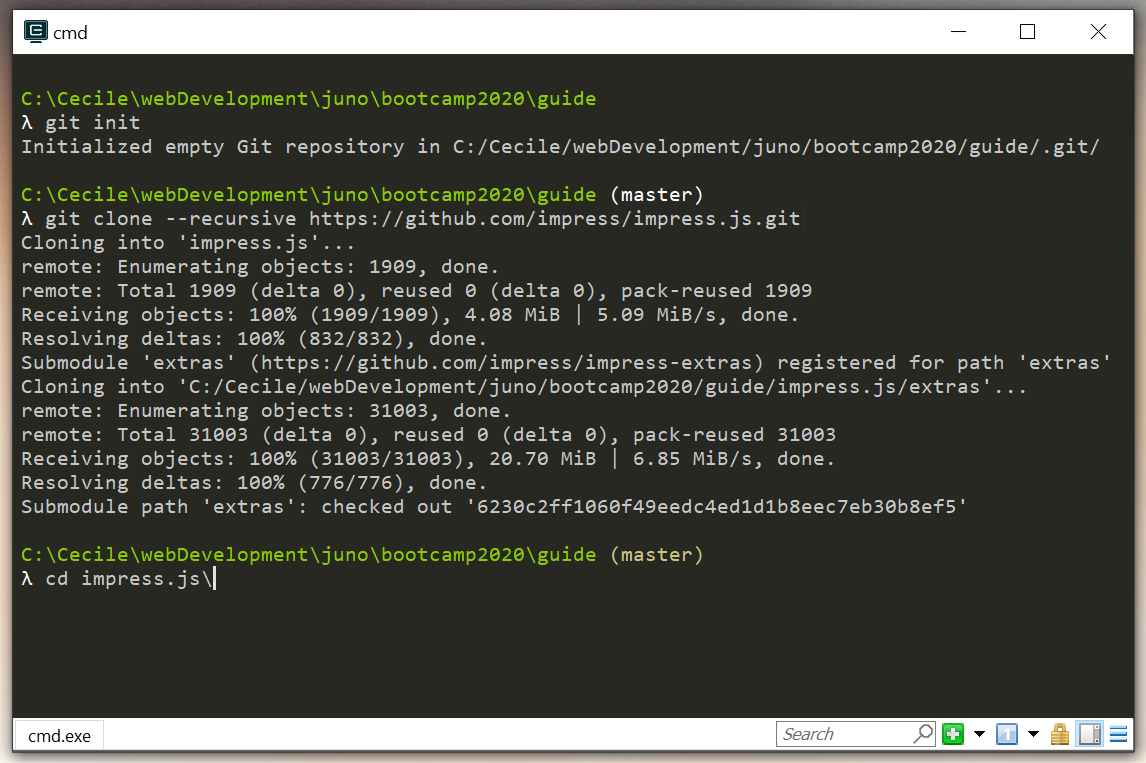 cmd
C:\Cecile\webDevelopment\juno\bootcamp2020\guide
λ git init
Initialized empty Git repository in C:/Cecile/webDevelopment/juno/bootcamp2020/guide/.git/
C:\Cecile\webDevelopment\juno\bootcamp2020\guide (master)
λ git clone --recursive https://github.com/impress/impress.js.git
Cloning into 'impress.js'...
remote: Enumerating objects: 1909, done.
remote: Total 1909 (delta 0), reused 0 (delta 0), pack-reused 1909
Receiving objects: 100% (1909/1909), 4.08 MiB | 5.09 MiB/s, done.
Resolving deltas: 100% (832/832), done.
Submodule 'extras' (https://github.com/impress/impress-extras) registered for path 'extras'
Cloning into 'C:/Cecile/webDevelopment/juno/bootcamp2020/guide/impress.js/extras'...
remote: Enumerating objects: 31003, done.
remote: Total 31003 (delta 0), reused 0 (delta 0), pack-reused 31003
Receiving objects: 100% (31003/31003), 20.70 MiB | 6.85 MiB/s, done.
Resolving deltas: 100% (776/776), done.
Submodule path 'extras': checked out '6230c2ff1060f49eedc4ed1d1b8eec7eb30b8ef5'
C:\Cecile\webDevelopment\juno\bootcamp2020\guide (master)
λ cd impress.js\
cmd.exe
Search
1